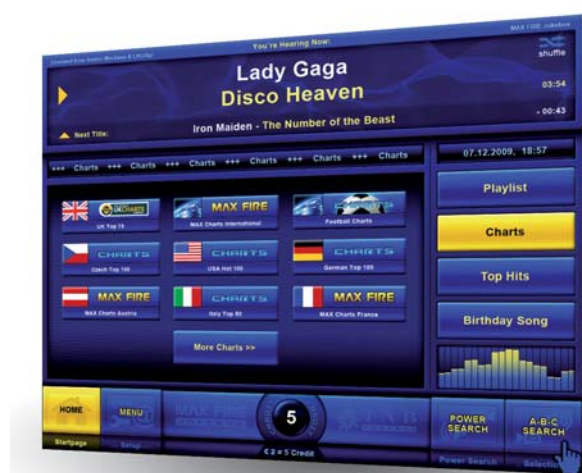 You're Hearing Now:
MAX FIRE Jukebox
Lady Gaga
Disco Heaven
shuffle
03:54
Next Title:
Iron Maiden - The Number of the Beast
- 00:43
+++ Charts +++ Charts +++ Charts +++ Charts +++ Charts
07.12.2009, 18:57
UKCHARTS
UK Top 75
MAX FIRE
MAX Charts International
CHARTS
Football Charts
CHARTS
Czech Top 100
CHARTS
USA Hot 100
CHARTS
German Top 100
MAX FIRE
MAX Charts Austria
CHARTS
Italy Top 50
MAX FIRE
MAX Charts France
More Charts >>
Playlist
Charts
Top Hits
Birthday Song
HOME
Startpage
MENU
Setup
5
€ 2 = 5 Credit
POWER SEARCH
Power Search
A-B-C SEARCH
Selection